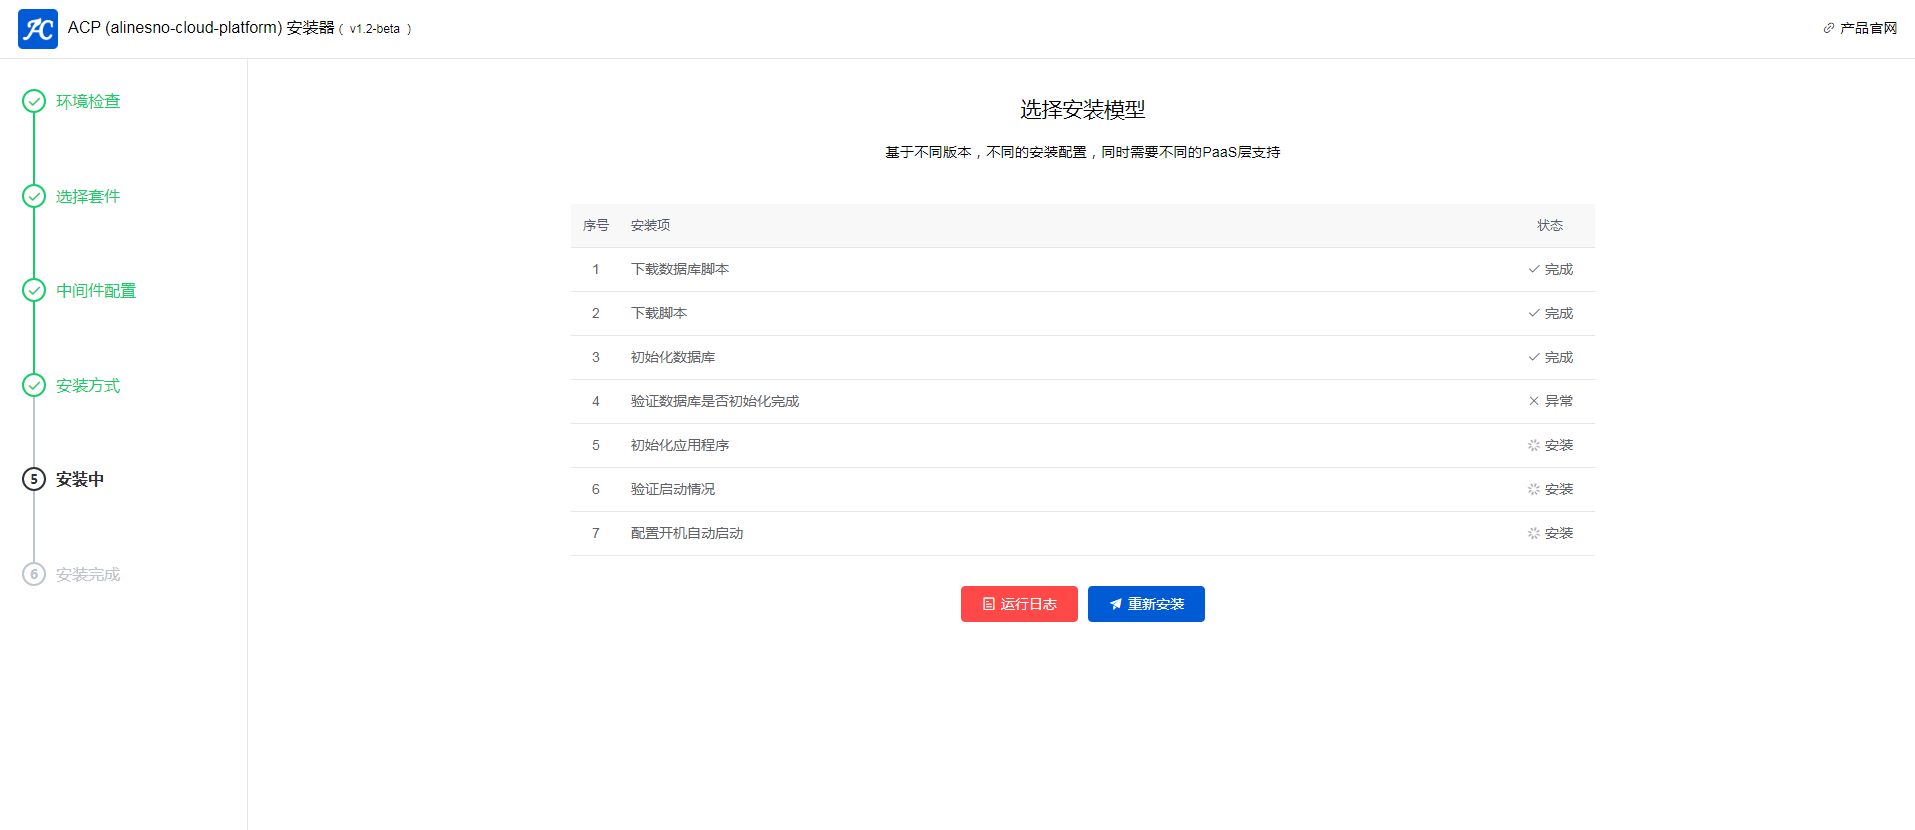 ACP (alinesno-cloud-platform) 安装器 ( v1.2-beta )
产品官网
环境检查
选择套件
中间件配置
安装方式
5 安装中
6 安装完成
选择安装模型
基于不同版本，不同的安装配置，同时需要不同的PaaS层支持
序号 安装项 状态
1 下载数据库脚本 完成
2 下载脚本 完成
3 初始化数据库 完成
4 验证数据库是否初始化完成 异常
5 初始化应用程序 安装
6 验证启动情况 安装
7 配置开机自动启动 安装
运行日志 重新安装